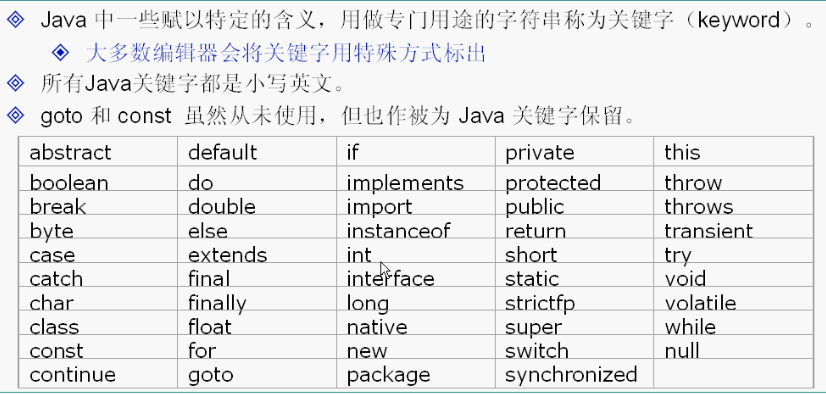 Java 中一些赋以特定的含义，用做专门用途的字符串称为关键字（keyword）。
大多数编辑器会将关键字用特殊方式标出
所有Java关键字都是小写英文。
goto 和 const 虽然从未使用，但也作被为 Java 关键字保留。
abstract default if private this
boolean do implements protected throw
break double import public throws
byte else instanceof return transient
case extends int short try
catch final interface static void
char finally long strictfp volatile
class float native super while
const for new switch null
continue goto package synchronized